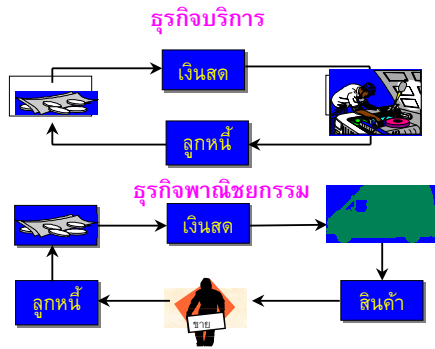 ธุรกิจบริการ
เงินสด
ลูกหนี้
ธุรกิจพาณิชยกรรม
เงินสด
ลูกหนี้
ขาย
สินค้า